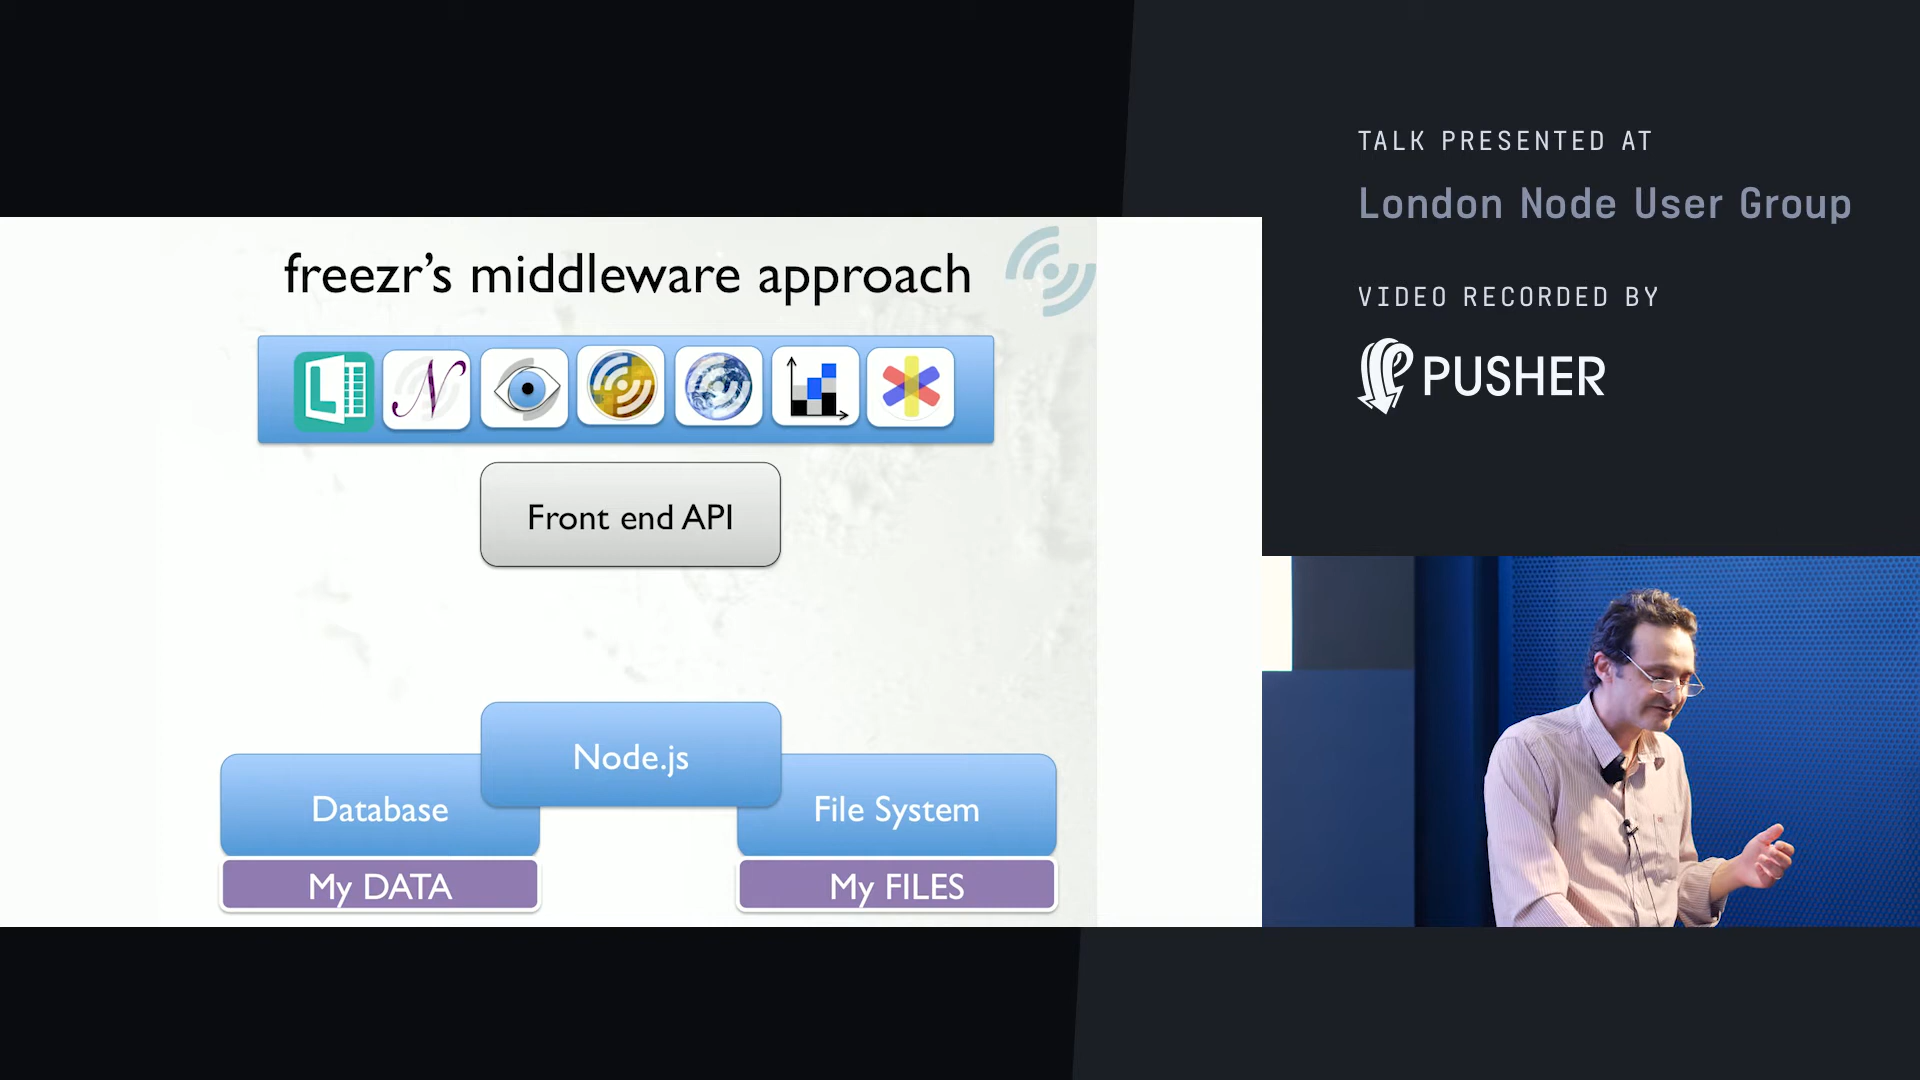 TALK PRESENTED AT
London Node User Group
VIDEO RECORDED BY
PUSHER
freezr’s middleware approach
L
N
Front end API
Node.js
Database
File System
My DATA
My FILES